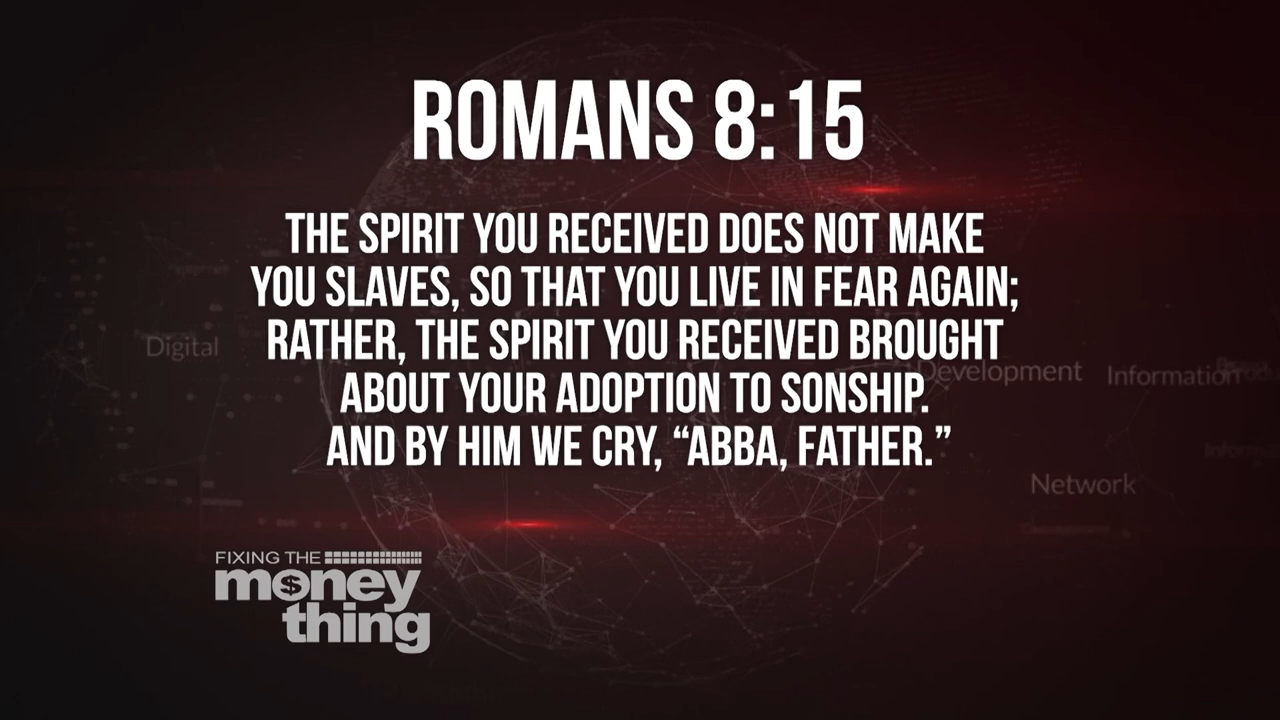 ROMANS 8:15
THE SPIRIT YOU RECEIVED DOES NOT MAKE
YOU SLAVES, SO THAT YOU LIVE IN FEAR AGAIN;
RATHER, THE SPIRIT YOU RECEIVED BROUGHT
ABOUT YOUR ADOPTION TO SONSHIP.
AND BY HIM WE CRY, “ABBA, FATHER.”
Digital
Development
Information
Network
FIXING THE
money
thing